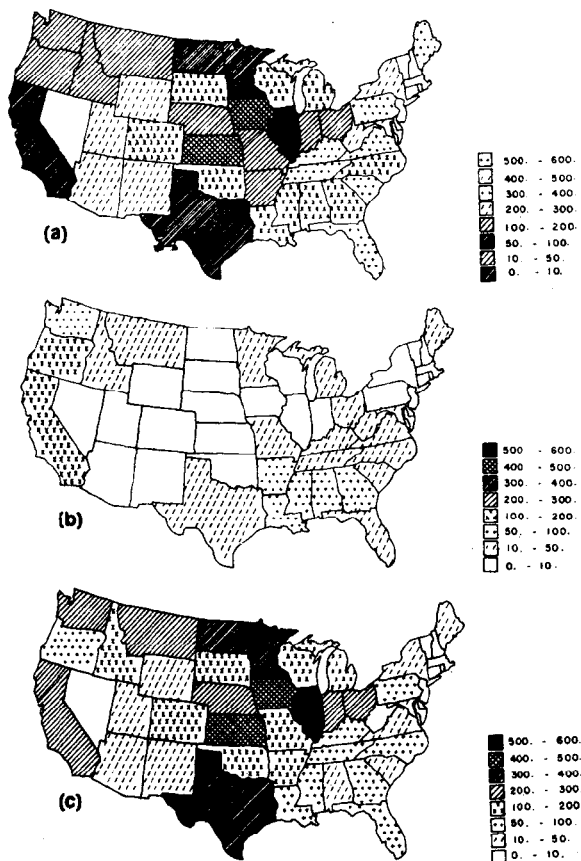 (a)
500. - 600.
400. - 500.
300. - 400.
200. - 300.
100. - 200.
50. - 100.
10. - 50.
0. - 10.
(b)
500. - 600.
400. - 500.
300. - 400.
200. - 300.
100. - 200.
50. - 100.
10. - 50.
0. - 10.
(c)
500. - 600.
400. - 500.
300. - 400.
200. - 300.
100. - 200.
50. - 100.
10. - 50.
0. - 10.